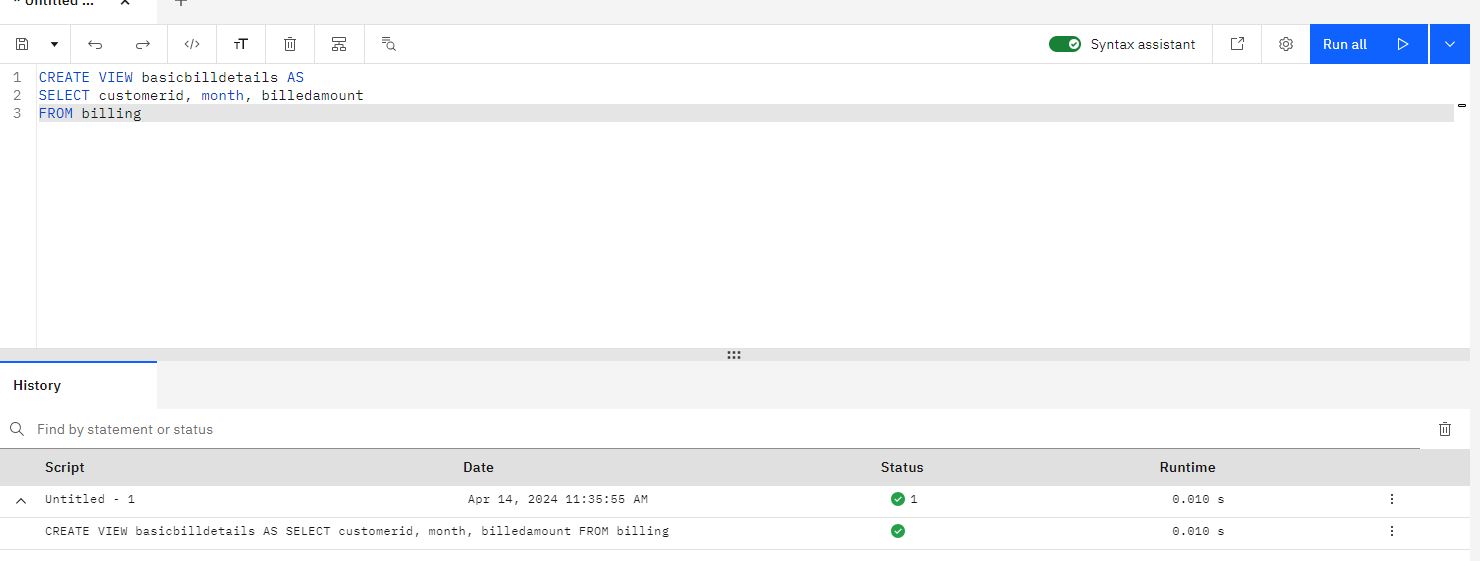 * Untitled ...
Syntax assistant
Run all
1 CREATE VIEW basicbilldetails AS
2 SELECT customerid, month, billedamount
3 FROM billing
History
Find by statement or status
Script Date Status Runtime
Untitled - 1 Apr 14, 2024 11:35:55 AM 1 0.010 s
CREATE VIEW basicbilldetails AS SELECT customerid, month, billedamount FROM billing 0.010 s